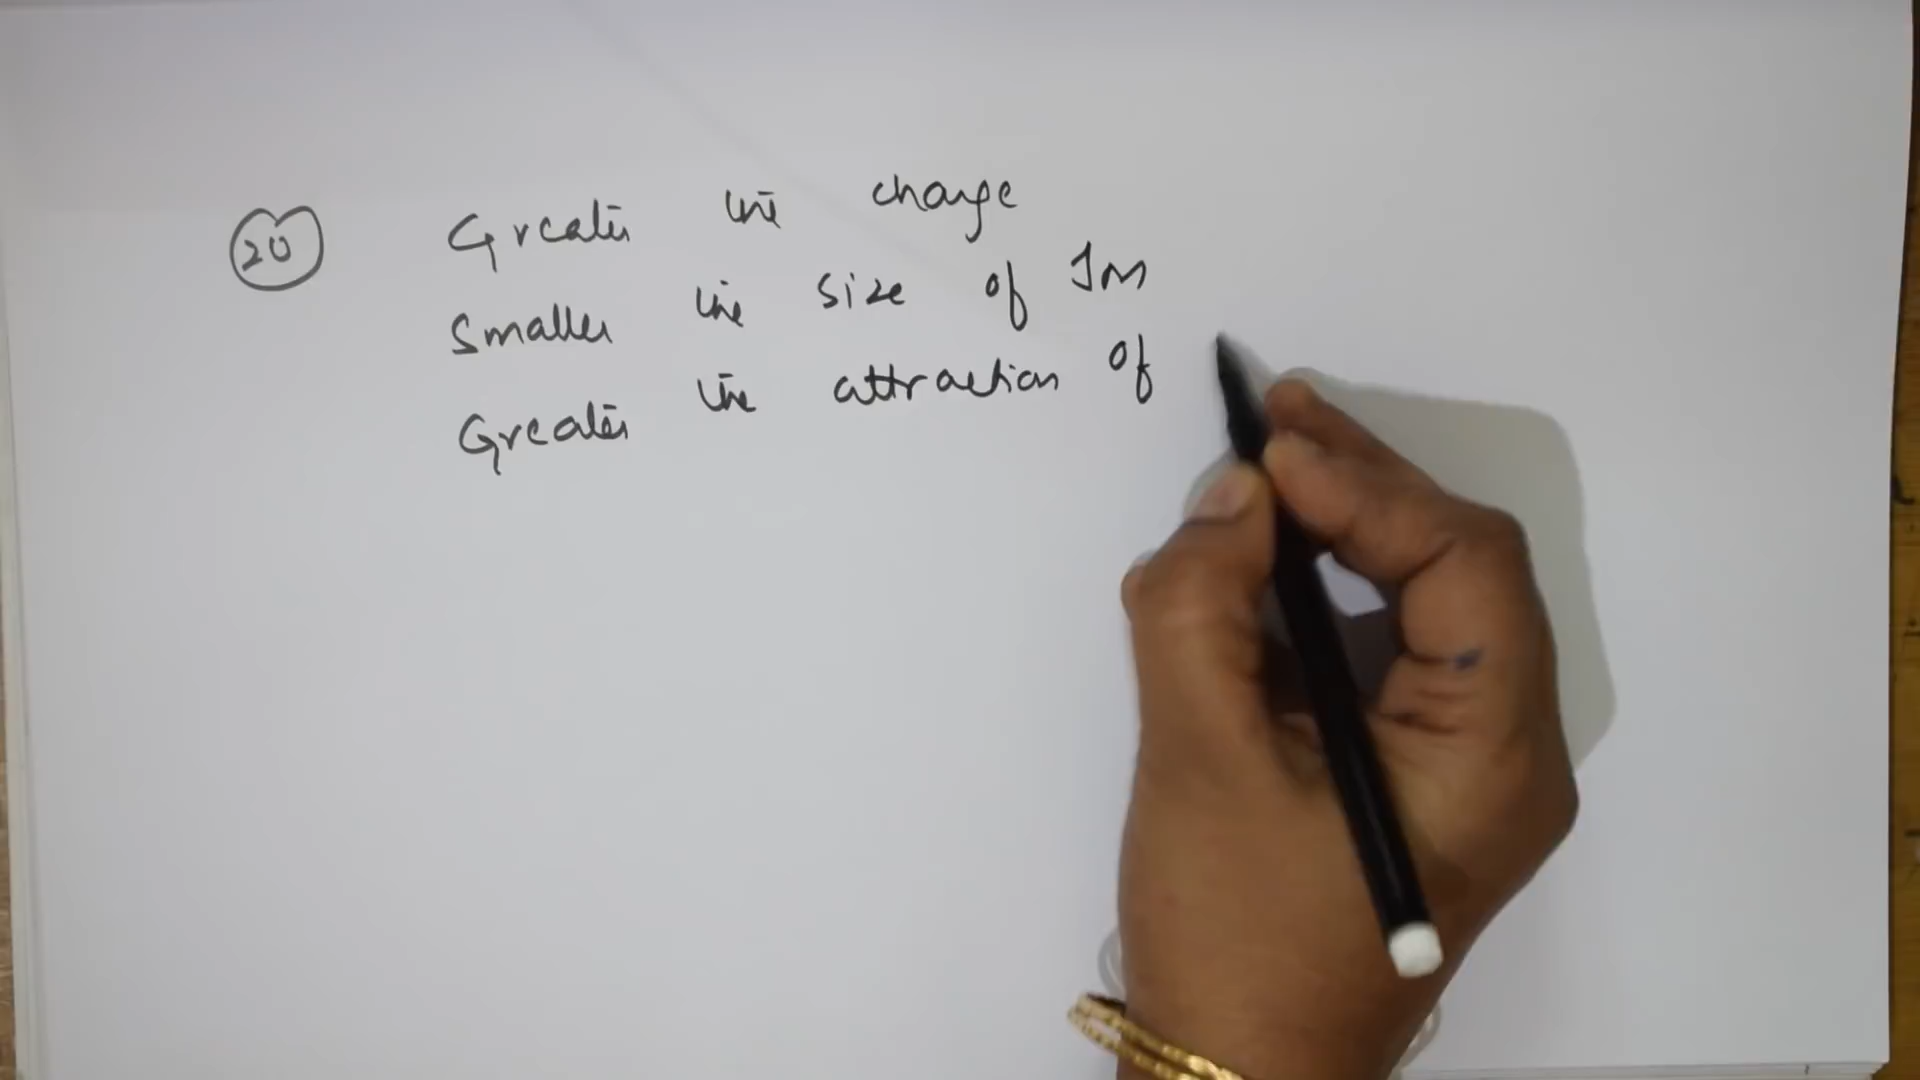 20 Greater the charge
Smaller the size of Ion
Greater the attraction of